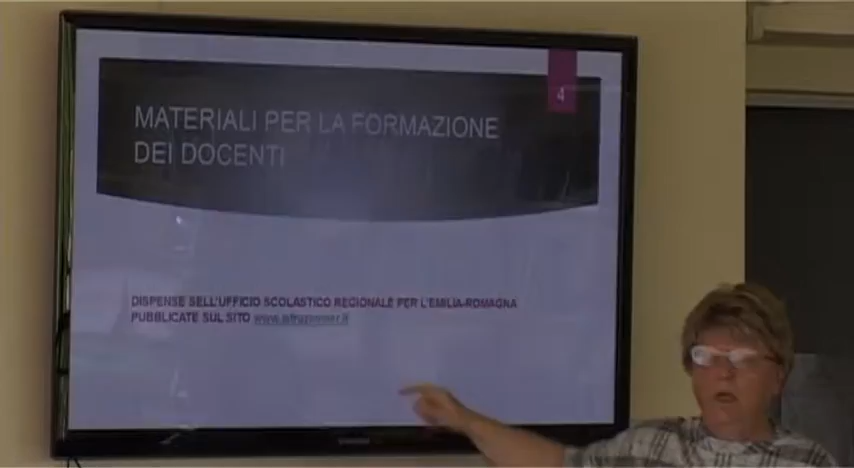 4
MATERIALI PER LA FORMAZIONE
DEI DOCENTI
DISPENSE SELL'UFFICIO SCOLASTICO REGIONALE PER L'EMILIA-ROMAGNA
PUBBLICATE SUL SITO